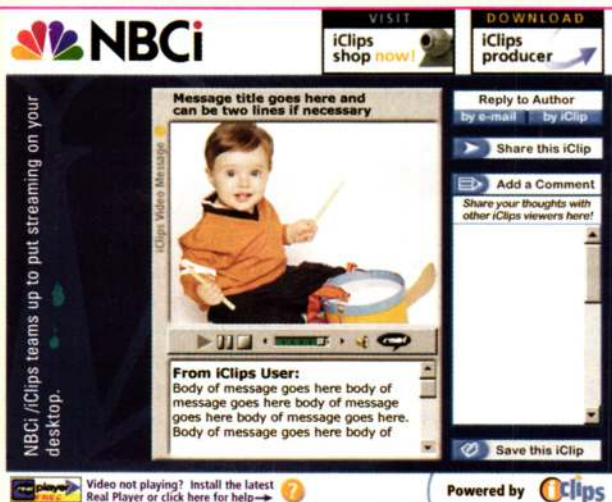 NBCi
VISIT
iClips
shop now!
DOWNLOAD
iClips
producer
NBCi /iClips teams up to put streaming on your
desktop.
iClips Video Message
Message title goes here and
can be two lines if necessary
real
From iClips User:
Body of message goes here body of
message goes here body of message
goes here body of message goes here.
Body of message goes here body of
Reply to Author
by e-mail by iClip
Share this iClip
Add a Comment
Share your thoughts with
other iClips viewers here!
Save this iClip
real player
FREE
Video not playing? Install the latest
Real Player or click here for help→
?
Powered by iClips